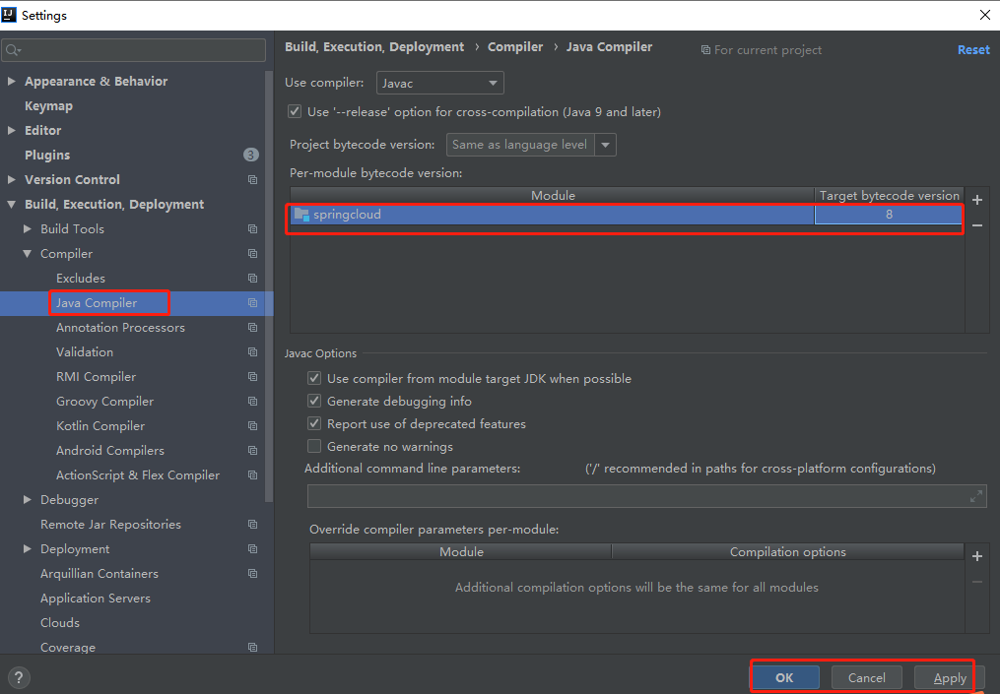 Settings
Build, Execution, Deployment › Compiler › Java Compiler For current project Reset
Appearance & Behavior
Keymap
Editor
Plugins 3
Version Control
Build, Execution, Deployment
Build Tools
Compiler
Excludes
Java Compiler
Annotation Processors
Validation
RMI Compiler
Groovy Compiler
Kotlin Compiler
Android Compilers
ActionScript & Flex Compiler
Debugger
Remote Jar Repositories
Deployment
Arquillian Containers
Application Servers
Clouds
Coverage
Use compiler: Javac
Use '--release' option for cross-compilation (Java 9 and later)
Project bytecode version: Same as language level
Per-module bytecode version:
Module Target bytecode version
springcloud 8
Javac Options
Use compiler from module target JDK when possible
Generate debugging info
Report use of deprecated features
Generate no warnings
Additional command line parameters: ('/' recommended in paths for cross-platform configurations)
Override compiler parameters per-module:
Module Compilation options
Additional compilation options will be the same for all modules
? OK Cancel Apply